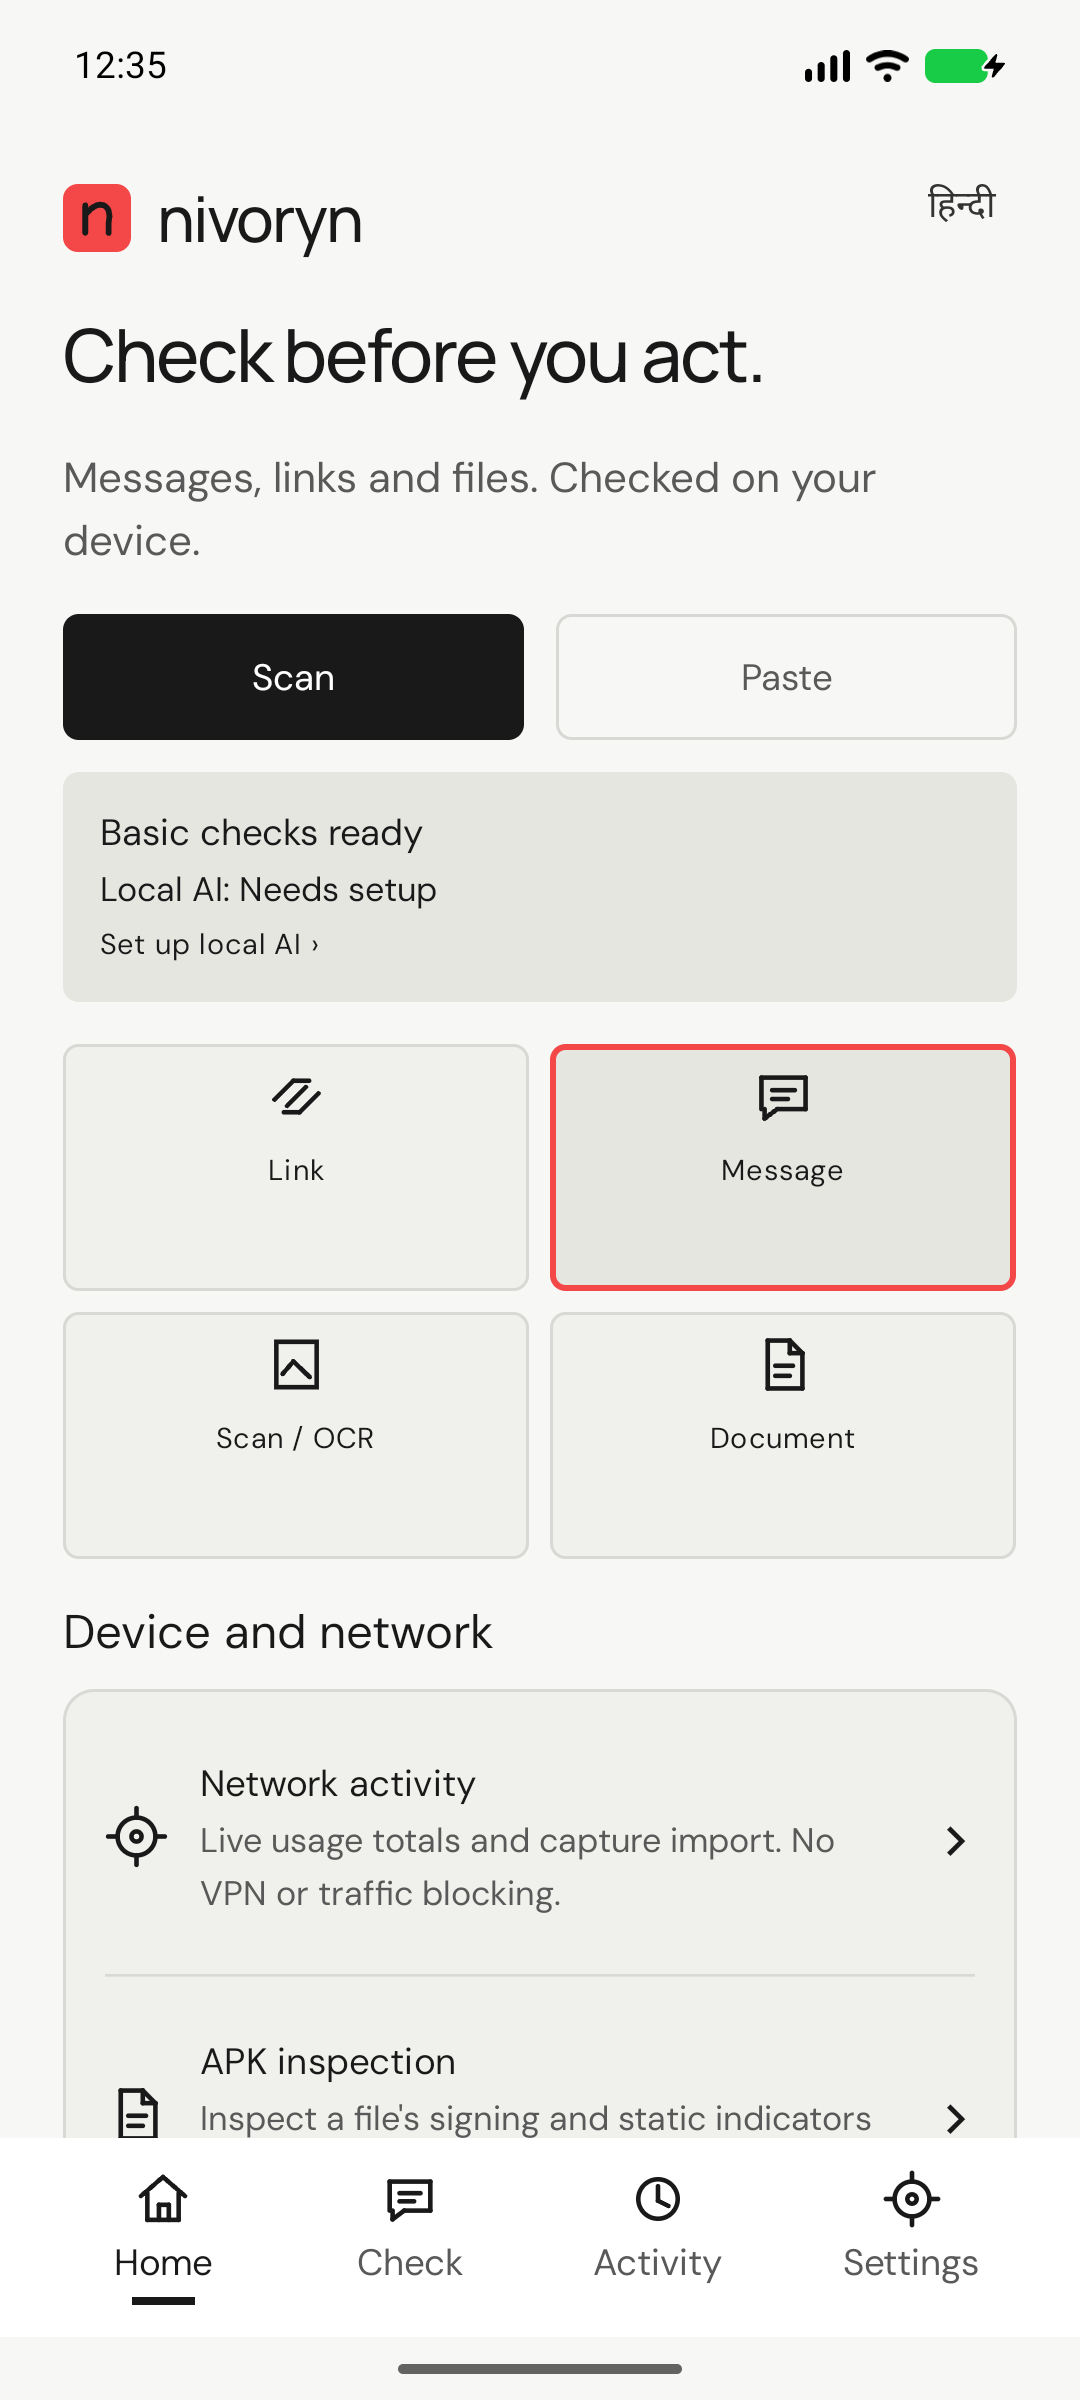 12:35
n nivoryn
हिन्दी
Check before you act.
Messages, links and files. Checked on your
device.
Scan
Paste
Basic checks ready
Local AI: Needs setup
Set up local AI ›
Link
Message
Scan / OCR
Document
Device and network
Network activity
Live usage totals and capture import. No
VPN or traffic blocking.
APK inspection
Inspect a file's signing and static indicators
Home
Check
Activity
Settings